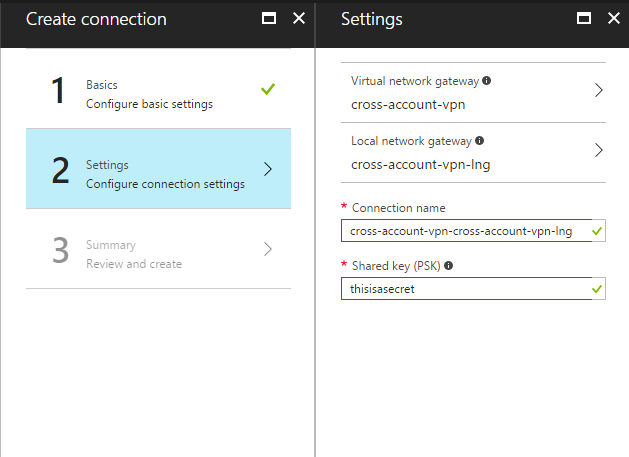 Create connection
1
Basics
Configure basic settings
2
Settings
Configure connection settings
3
Summary
Review and create
Settings
Virtual network gateway
cross-account-vpn
Local network gateway
cross-account-vpn-lng
* Connection name
cross-account-vpn-cross-account-vpn-lng
* Shared key (PSK)
thisisasecret